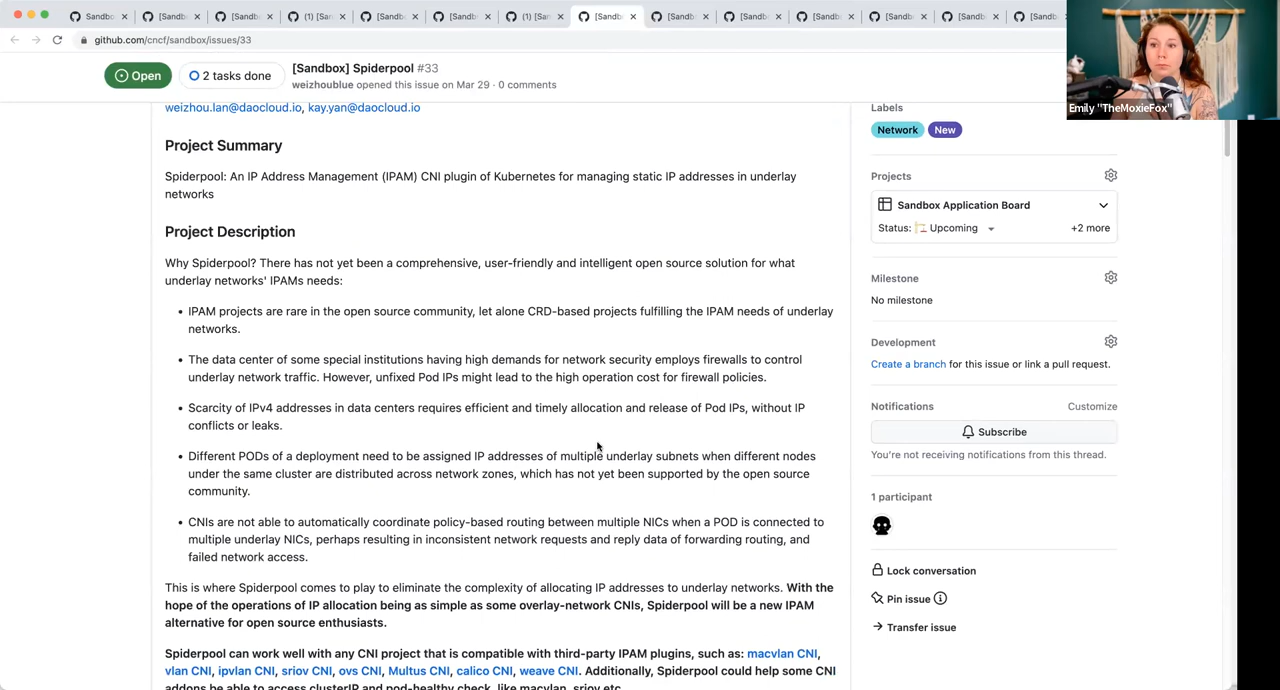 [Sandbo
[Sandb
[Sandb
(1) [San
[Sandbo
[Sandb
(1) [San
[Sandb
[Sandb
[Sandb
[Sandb
[Sandb
[Sandb
[Sandb
github.com/cncf/sandbox/issues/33
Open
2 tasks done
[Sandbox] Spiderpool #33
weizhoublue opened this issue on Mar 29 · 0 comments
Emily "TheMoxieFox"
weizhou.lan@daocloud.io, kay.yan@daocloud.io
Project Summary
Spiderpool: An IP Address Management (IPAM) CNI plugin of Kubernetes for managing static IP addresses in underlay
networks
Project Description
Why Spiderpool? There has not yet been a comprehensive, user-friendly and intelligent open source solution for what
underlay networks' IPAMs needs:
• IPAM projects are rare in the open source community, let alone CRD-based projects fulfilling the IPAM needs of underlay
networks.
• The data center of some special institutions having high demands for network security employs firewalls to control
underlay network traffic. However, unfixed Pod IPs might lead to the high operation cost for firewall policies.
• Scarcity of IPv4 addresses in data centers requires efficient and timely allocation and release of Pod IPs, without IP
conflicts or leaks.
• Different PODs of a deployment need to be assigned IP addresses of multiple underlay subnets when different nodes
under the same cluster are distributed across network zones, which has not yet been supported by the open source
community.
• CNIs are not able to automatically coordinate policy-based routing between multiple NICs when a POD is connected to
multiple underlay NICs, perhaps resulting in inconsistent network requests and reply data of forwarding routing, and
failed network access.
This is where Spiderpool comes to play to eliminate the complexity of allocating IP addresses to underlay networks. With the
hope of the operations of IP allocation being as simple as some overlay-network CNIs, Spiderpool will be a new IPAM
alternative for open source enthusiasts.
Spiderpool can work well with any CNI project that is compatible with third-party IPAM plugins, such as: macvlan CNI,
vlan CNI, ipvlan CNI, sriov CNI, ovs CNI, Multus CNI, calico CNI, weave CNI. Additionally, Spiderpool could help some CNI
addons be able to access clusterIP and pod-healthy check, like macvlan, sriov etc.
Labels
Network
New
Projects
Sandbox Application Board
Status: Upcoming
+2 more
Milestone
No milestone
Development
Create a branch for this issue or link a pull request.
Notifications
Customize
Subscribe
You're not receiving notifications from this thread.
1 participant
Lock conversation
Pin issue
Transfer issue